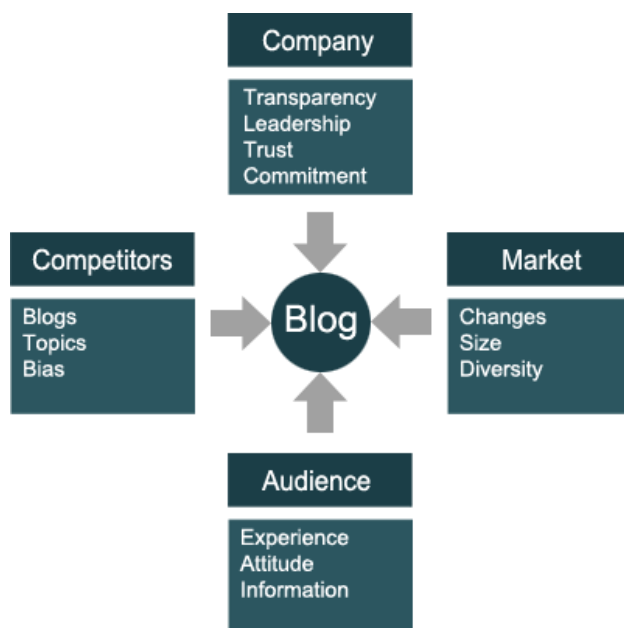 Company
Transparency
Leadership
Trust
Commitment
Competitors
Blogs
Topics
Bias
Blog
Market
Changes
Size
Diversity
Audience
Experience
Attitude
Information